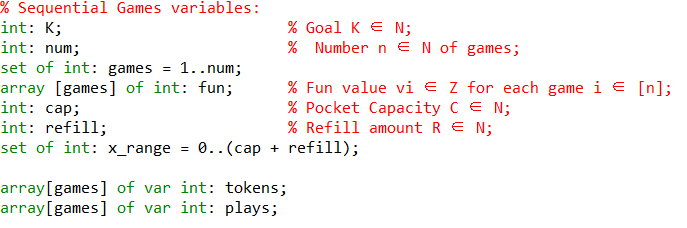 % Sequential Games variables:
int: K; % Goal K ∈ N;
int: num; % Number n ∈ N of games;
set of int: games = 1..num;
array [games] of int: fun; % Fun value vi ∈ Z for each game i ∈ [n];
int: cap; % Pocket Capacity C ∈ N;
int: refill; % Refill amount R ∈ N;
set of int: x_range = 0..(cap + refill);
array[games] of var int: tokens;
array[games] of var int: plays;